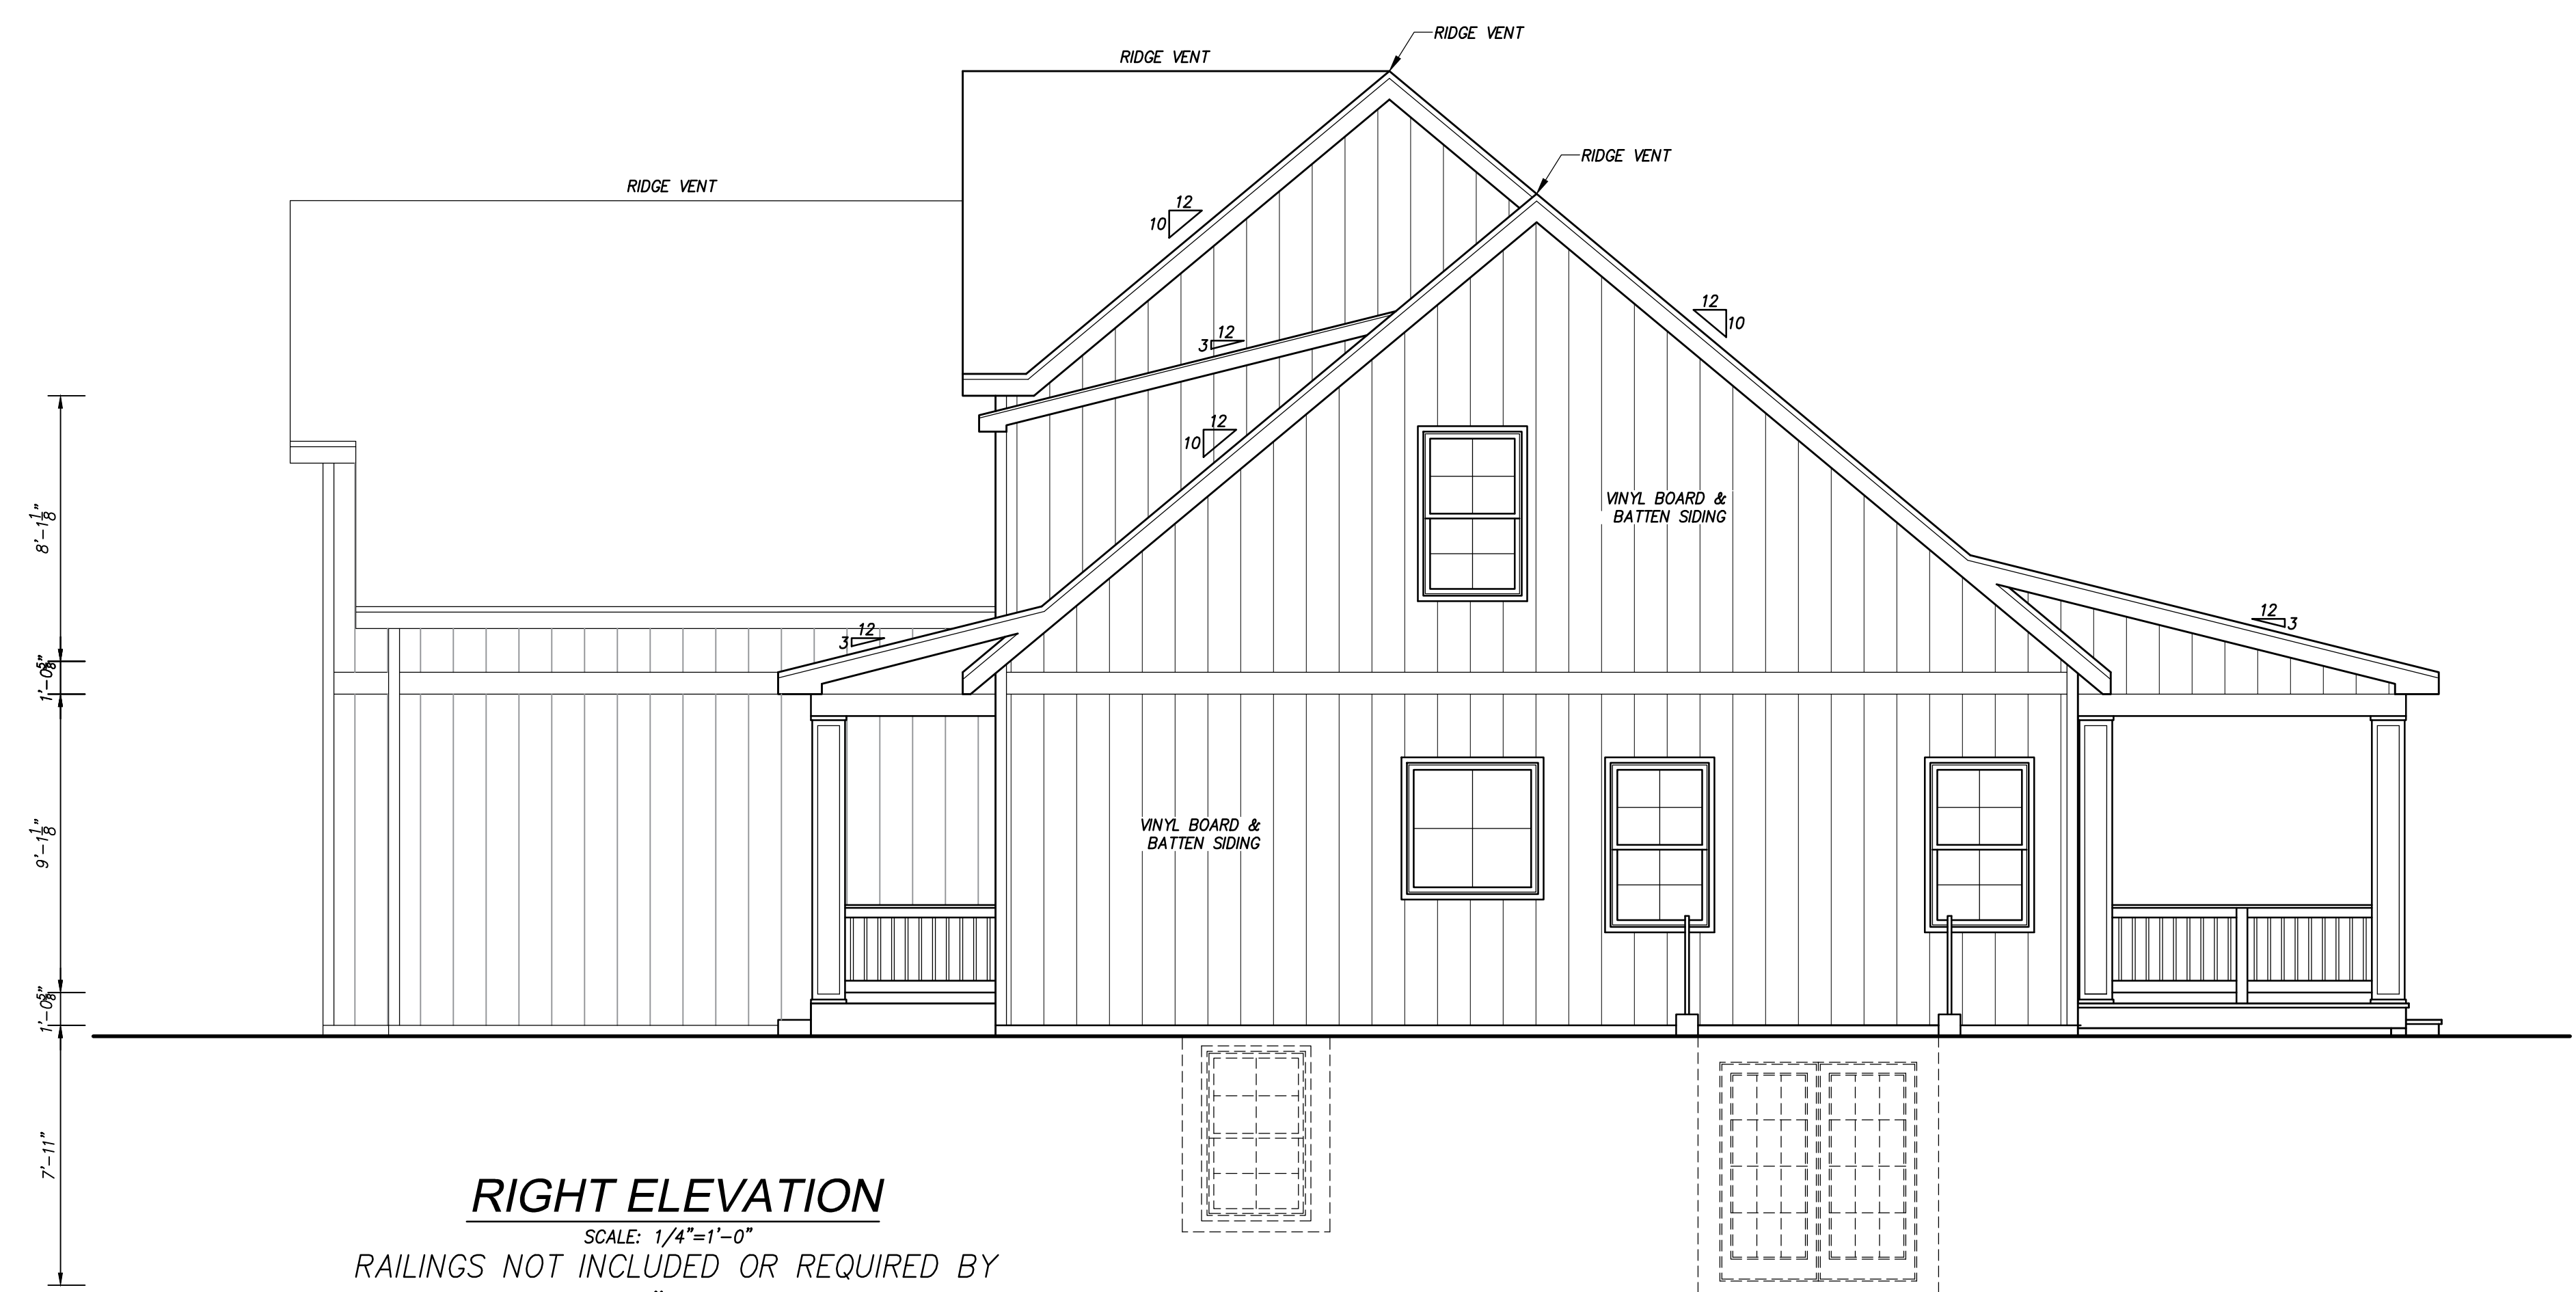 RIDGE VENT
RIDGE VENT
RIDGE VENT
RIDGE VENT
12
10
12
10
12
3
12
10
VINYL BOARD &
BATTEN SIDING
12
3
12
3
8'-1 1/8"
1'-0 5/8"
9'-1 1/8"
1'-0 5/8"
7'-11"
VINYL BOARD &
BATTEN SIDING
RIGHT ELEVATION
SCALE: 1/4"=1'-0"
RAILINGS NOT INCLUDED OR REQUIRED BY